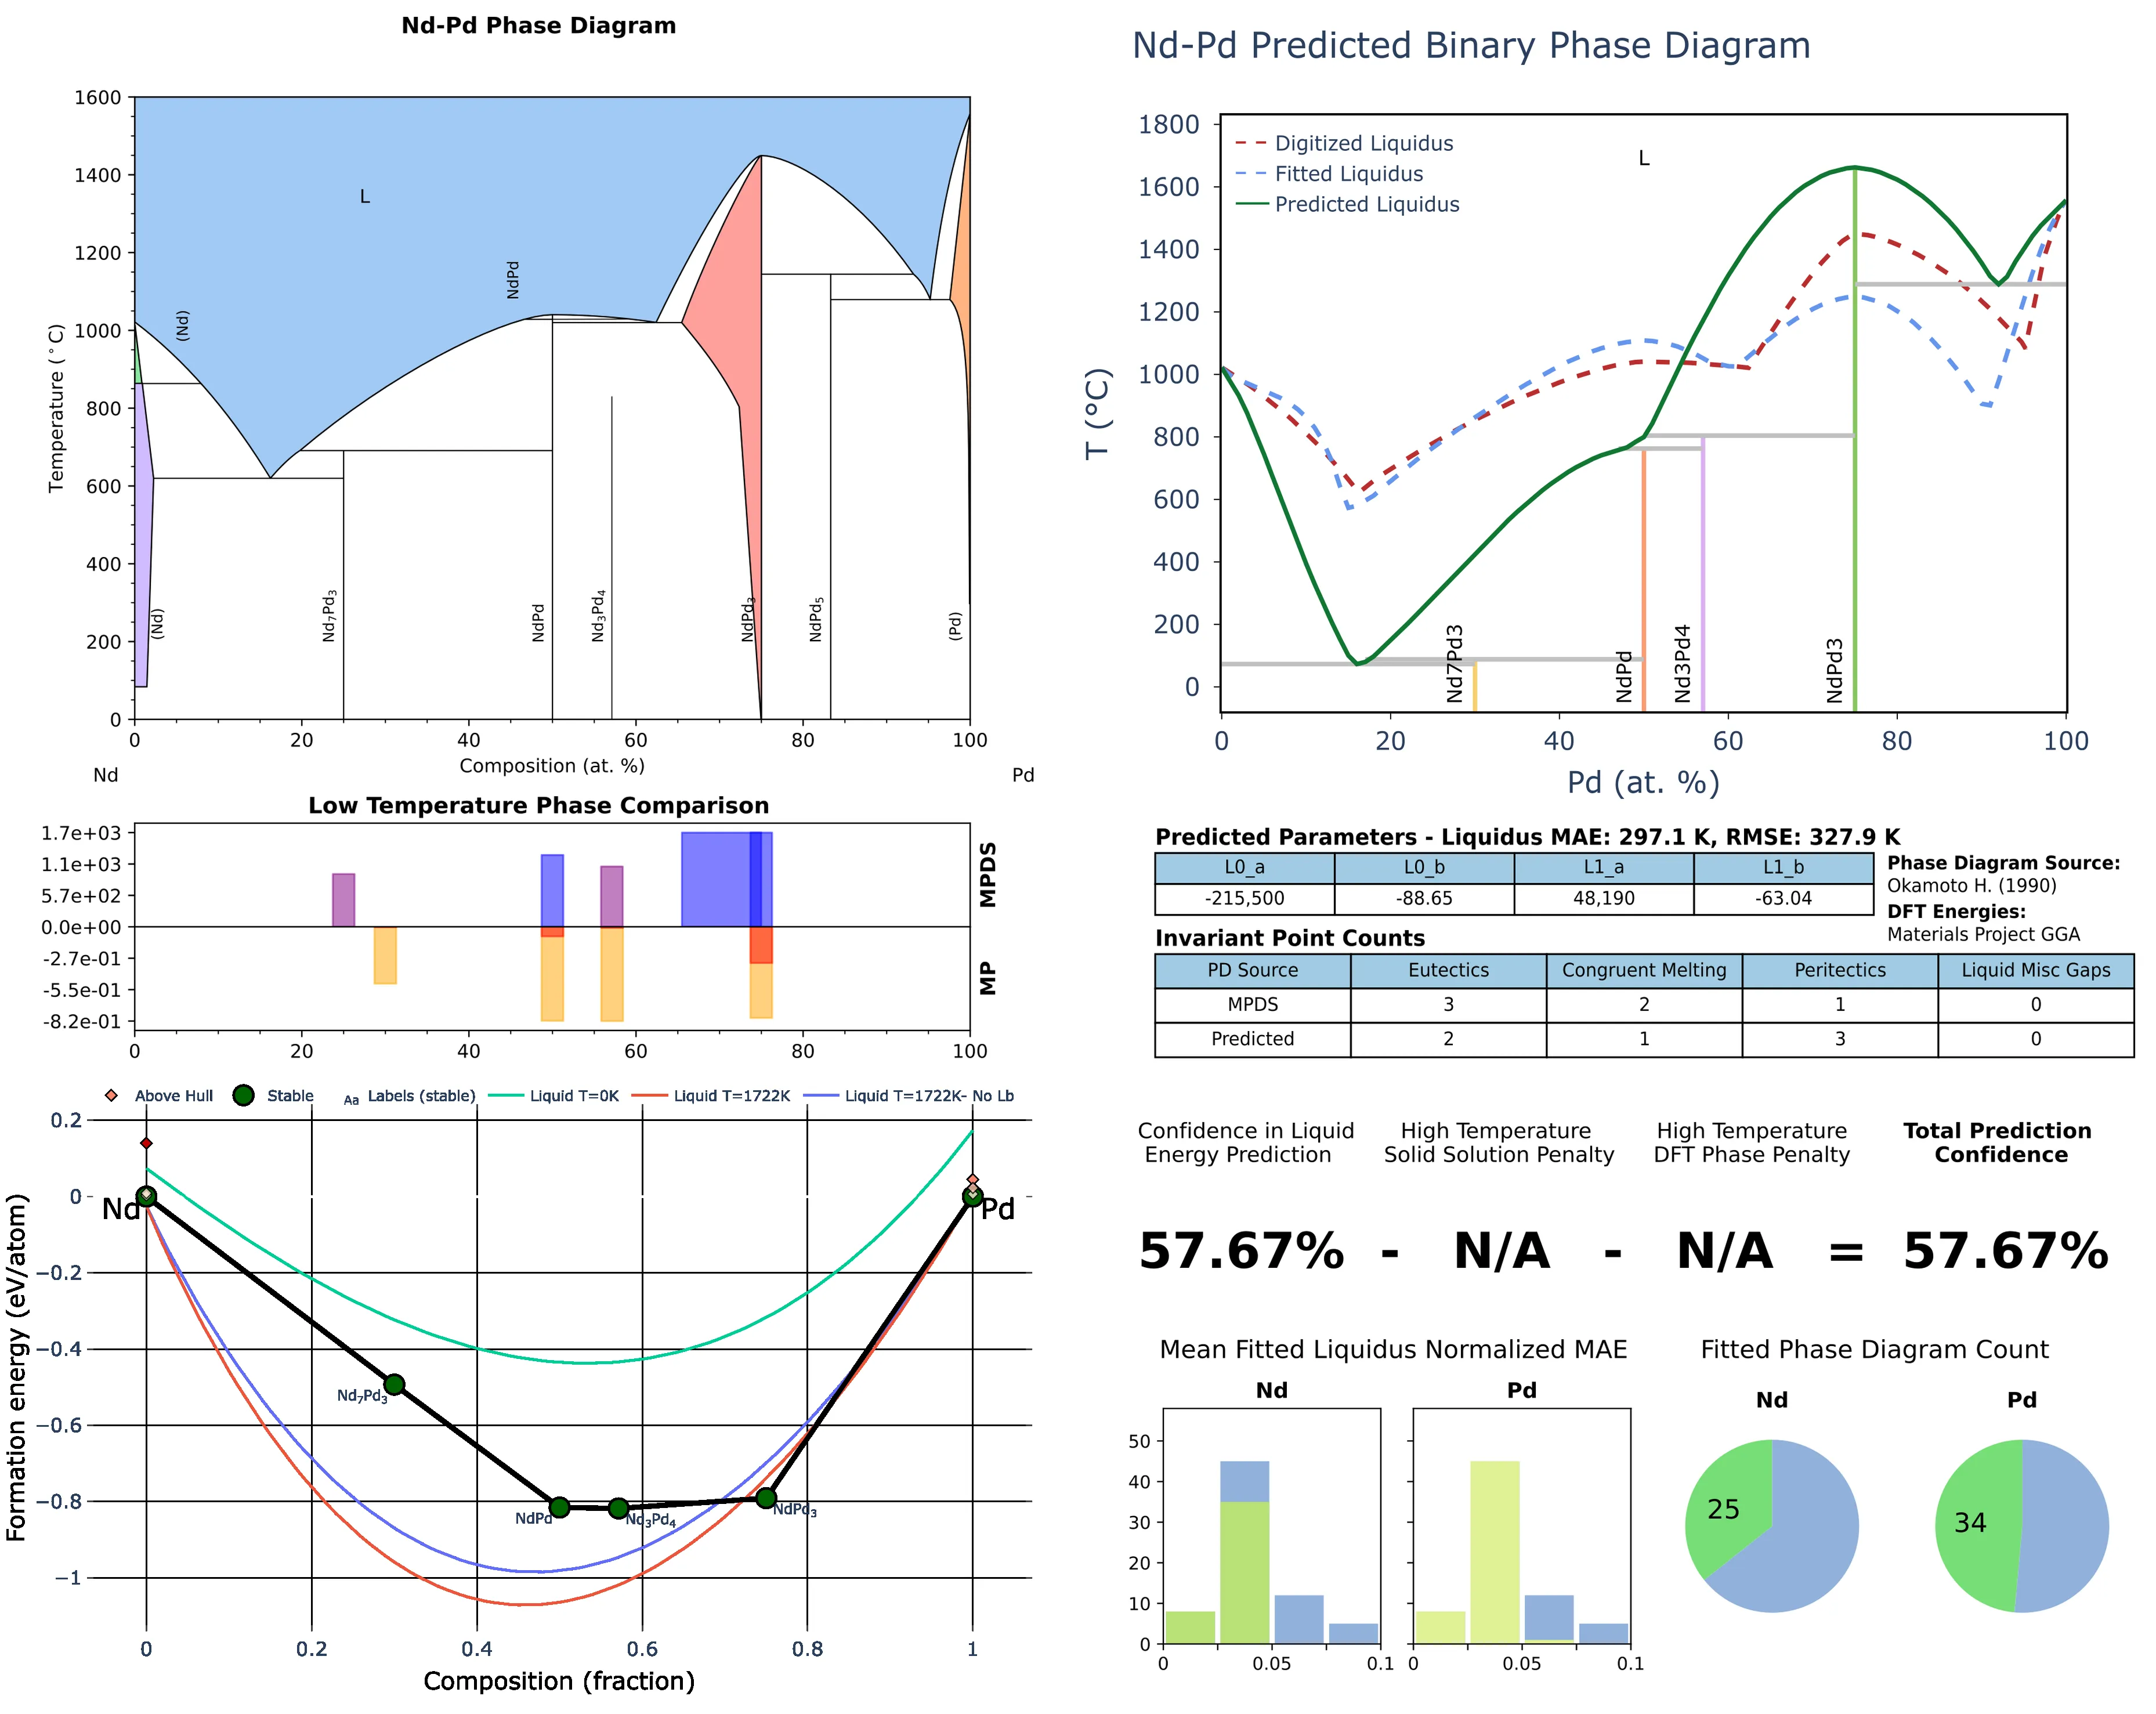 Nd-Pd Phase Diagram
1600
1400
1200
1000
800
600
400
200
0
Temperature (°C)
L
(Nd)
NdPd
(Nd)
Nd₇Pd₃
NdPd
Nd₃Pd₄
NdPd₃
NdPd₅
(Pd)
0 20 40 60 80 100
Composition (at. %)
Nd Pd
Nd-Pd Predicted Binary Phase Diagram
Digitized Liquidus
Fitted Liquidus
Predicted Liquidus
L
1800
1600
1400
1200
1000
800
600
400
200
0
T (°C)
Nd7Pd3
NdPd
Nd3Pd4
NdPd3
0 20 40 60 80 100
Pd (at. %)
Low Temperature Phase Comparison
1.7e+03
1.1e+03
5.7e+02
0.0e+00
-2.7e-01
-5.5e-01
-8.2e-01
MPDS
MP
0 20 40 60 80 100
Predicted Parameters - Liquidus MAE: 297.1 K, RMSE: 327.9 K
L0_a L0_b L1_a L1_b
-215,500 -88.65 48,190 -63.04
Phase Diagram Source:
Okamoto H. (1990)
DFT Energies:
Materials Project GGA
Invariant Point Counts
PD Source Eutectics Congruent Melting Peritectics Liquid Misc Gaps
MPDS 3 2 1 0
Predicted 2 1 3 0
Above Hull Stable Aa Labels (stable) Liquid T=0K Liquid T=1722K Liquid T=1722K- No Lb
0.2
0
−0.2
−0.4
−0.6
−0.8
−1
Formation energy (eV/atom)
Nd
Pd
Nd₇Pd₃
NdPd
Nd₃Pd₄
NdPd₃
0 0.2 0.4 0.6 0.8 1
Composition (fraction)
Confidence in Liquid
Energy Prediction
High Temperature
Solid Solution Penalty
High Temperature
DFT Phase Penalty
Total Prediction
Confidence
57.67% - N/A - N/A = 57.67%
Mean Fitted Liquidus Normalized MAE
Nd Pd
50
40
30
20
10
0
0 0.05 0.1
0 0.05 0.1
Fitted Phase Diagram Count
Nd Pd
25
34